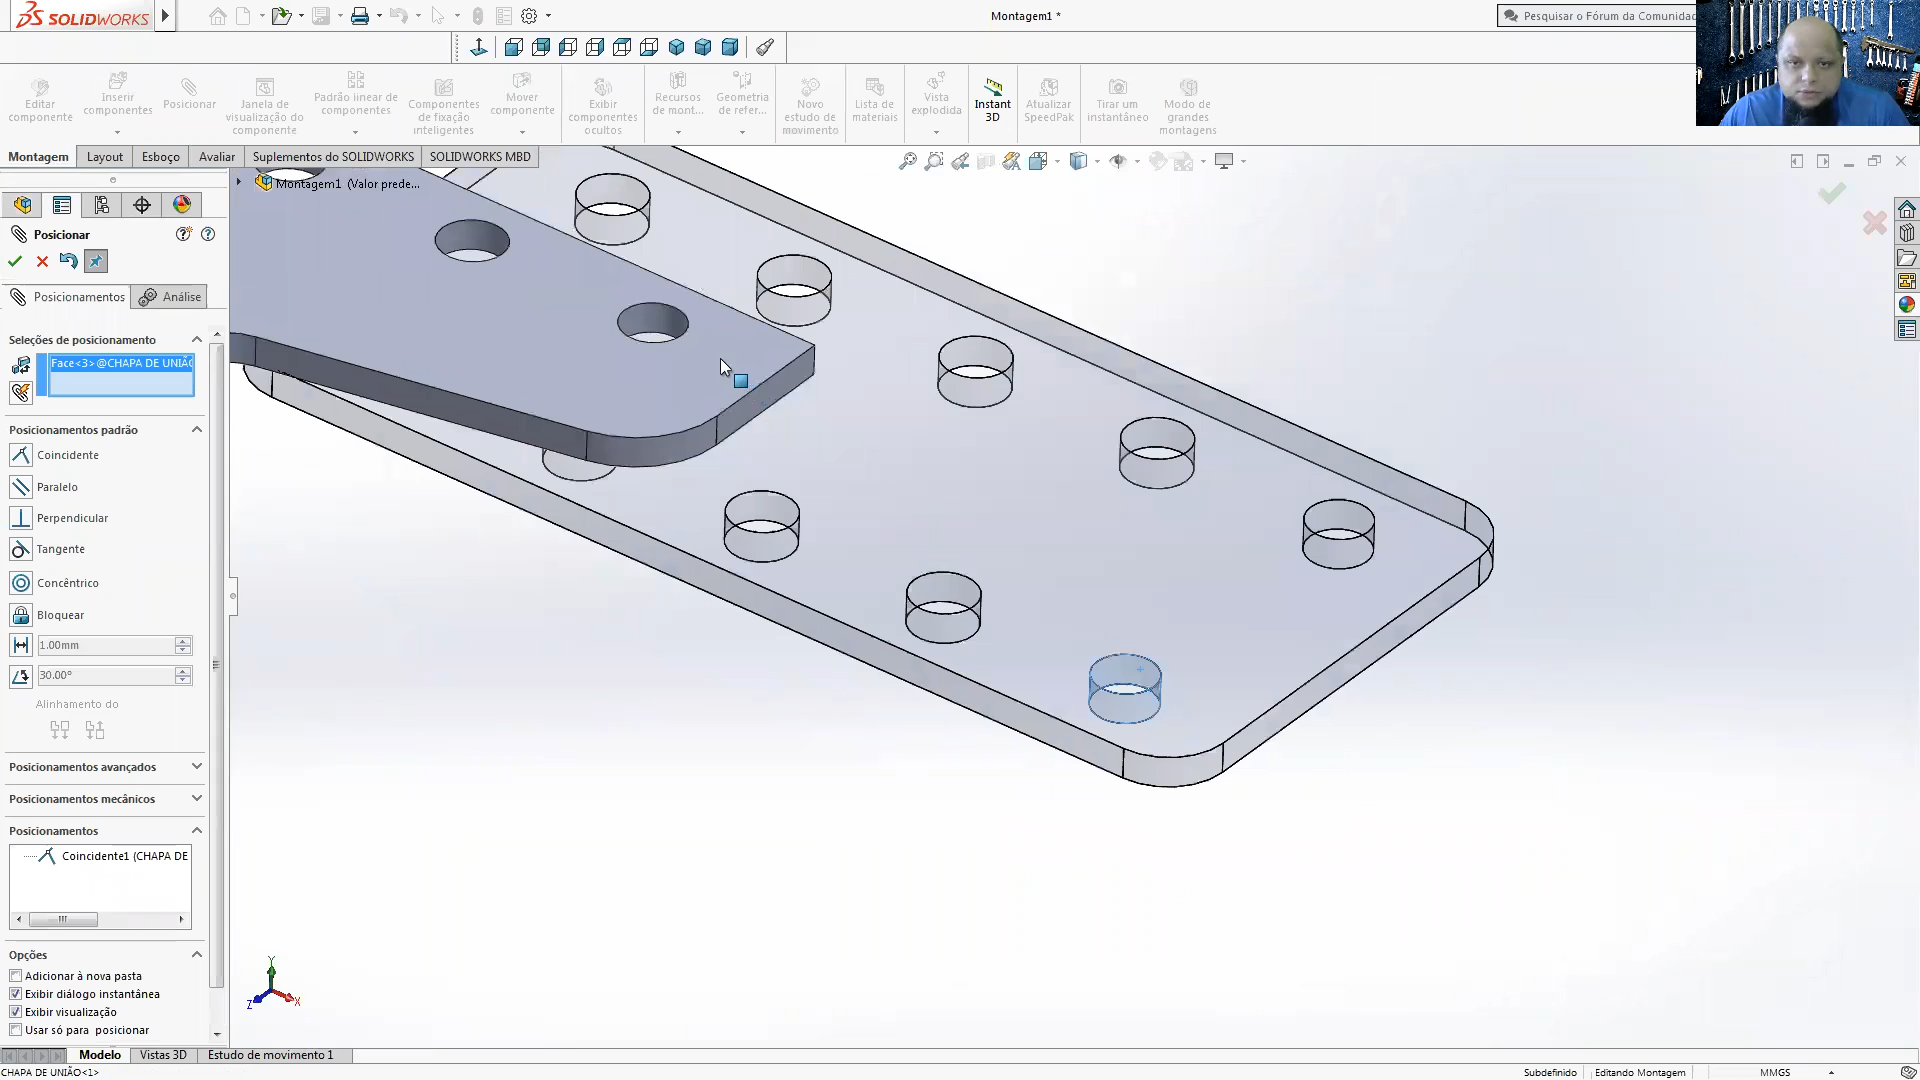 SOLIDWORKS
Montagem1 *
Pesquisar o Fórum da Comunidad
Editar componente
Inserir componentes
Posicionar
Janela de visualização do componente
Padrão linear de componentes
Componentes de fixação inteligentes
Mover componente
Exibir componentes ocultos
Recursos de mont...
Geometria de refer...
Novo estudo de movimento
Lista de materiais
Vista explodida
Instant 3D
Atualizar SpeedPak
Tirar um instantâneo
Modo de grandes montagens
Montagem
Layout
Esboço
Avaliar
Suplementos do SOLIDWORKS
SOLIDWORKS MBD
Montagem1 (Valor prede...
Posicionar
Posicionamentos
Análise
Seleções de posicionamento
Face<3>@CHAPA DE UNIÃO
Posicionamentos padrão
Coincidente
Paralelo
Perpendicular
Tangente
Concêntrico
Bloquear
1.00mm
30.00°
Alinhamento do
Posicionamentos avançados
Posicionamentos mecânicos
Posicionamentos
Coincidente1 (CHAPA DE
Opções
Adicionar à nova pasta
Exibir diálogo instantânea
Exibir visualização
Usar só para posicionar
Y
Z
X
Modelo
Vistas 3D
Estudo de movimento 1
CHAPA DE UNIÃO<1>
Subdefinido
Editando Montagem
MMGS